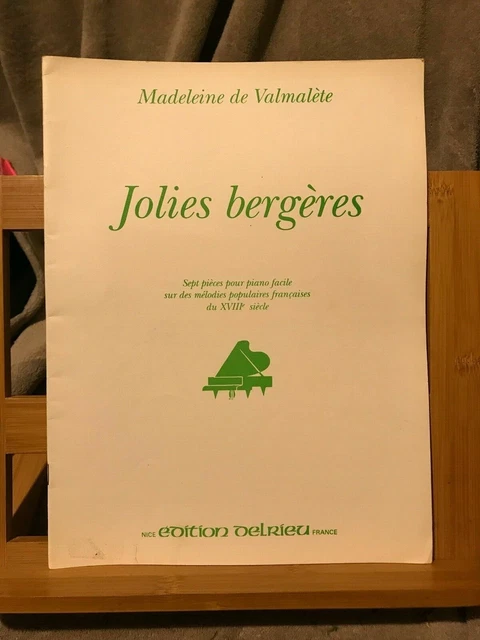 Madeleine de Valmalète
Jolies bergères
Sept pièces pour piano facile
sur des mélodies populaires françaises
du XVIIIᵉ siècle
NICE edition delrieu FRANCE